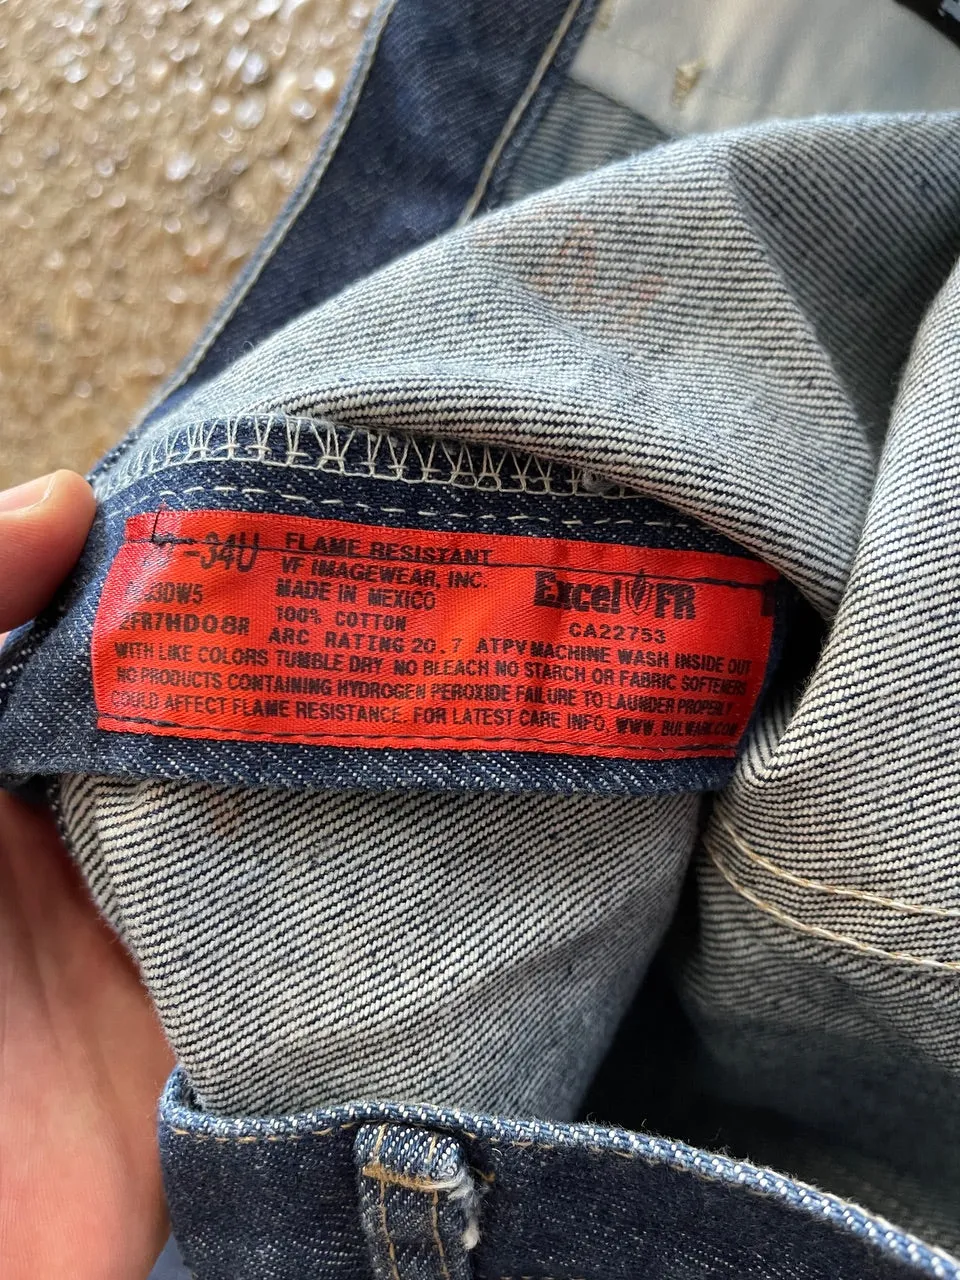 -34U FLAME RESISTANT
VF IMAGEWEAR, INC. Excel FR
MADE IN MEXICO
100% COTTON CA22753
2FR7HD08R ARC RATING 20.7 ATPV MACHINE WASH INSIDE OUT
WITH LIKE COLORS TUMBLE DRY NO BLEACH NO STARCH OR FABRIC SOFTENERS
NO PRODUCTS CONTAINING HYDROGEN PEROXIDE FAILURE TO LAUNDER PROPERLY
COULD AFFECT FLAME RESISTANCE. FOR LATEST CARE INFO, WWW.BULWARK.COM